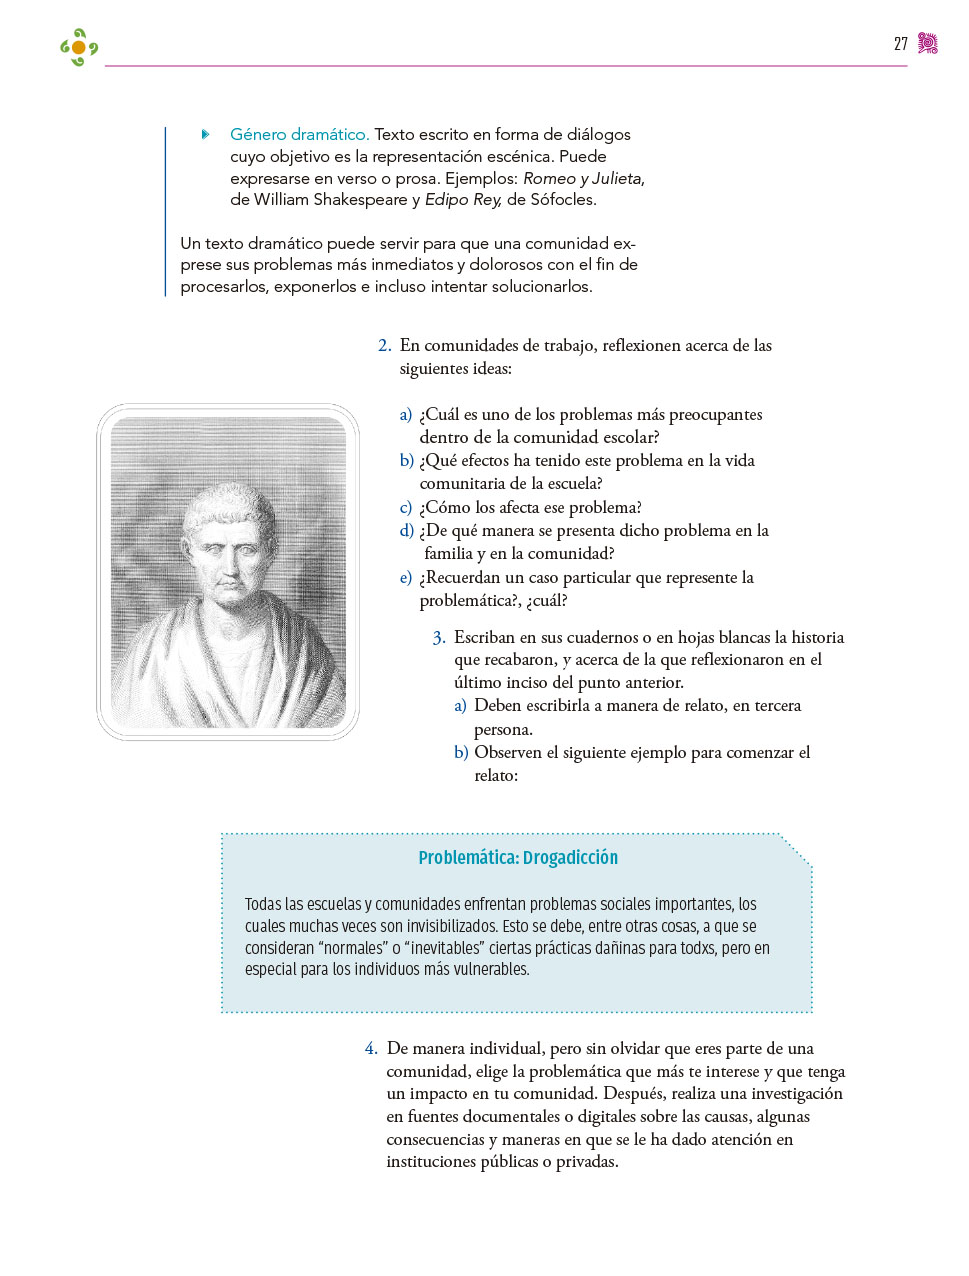 27
Género dramático. Texto escrito en forma de diálogos
cuyo objetivo es la representación escénica. Puede
expresarse en verso o prosa. Ejemplos: Romeo y Julieta,
de William Shakespeare y Edipo Rey, de Sófocles.
Un texto dramático puede servir para que una comunidad ex-
prese sus problemas más inmediatos y dolorosos con el fin de
procesarlos, exponerlos e incluso intentar solucionarlos.
2. En comunidades de trabajo, reflexionen acerca de las
siguientes ideas:
a) ¿Cuál es uno de los problemas más preocupantes
dentro de la comunidad escolar?
b) ¿Qué efectos ha tenido este problema en la vida
comunitaria de la escuela?
c) ¿Cómo los afecta ese problema?
d) ¿De qué manera se presenta dicho problema en la
familia y en la comunidad?
e) ¿Recuerdan un caso particular que represente la
problemática?, ¿cuál?
3. Escriban en sus cuadernos o en hojas blancas la historia
que recabaron, y acerca de la que reflexionaron en el
último inciso del punto anterior.
a) Deben escribirla a manera de relato, en tercera
persona.
b) Observen el siguiente ejemplo para comenzar el
relato:
Problemática: Drogadicción
Todas las escuelas y comunidades enfrentan problemas sociales importantes, los
cuales muchas veces son invisibilizados. Esto se debe, entre otras cosas, a que se
consideran “normales” o “inevitables” ciertas prácticas dañinas para todxs, pero en
especial para los individuos más vulnerables.
4. De manera individual, pero sin olvidar que eres parte de una
comunidad, elige la problemática que más te interese y que tenga
un impacto en tu comunidad. Después, realiza una investigación
en fuentes documentales o digitales sobre las causas, algunas
consecuencias y maneras en que se le ha dado atención en
instituciones públicas o privadas.